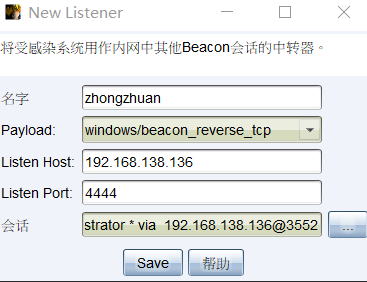 New Listener
将受感染系统用作内网中其他Beacon会话的中转器。
名字 zhongzhuan
Payload: windows/beacon_reverse_tcp
Listen Host: 192.168.138.136
Listen Port: 4444
会话 strator * via 192.168.138.136@3552 ...
Save 帮助